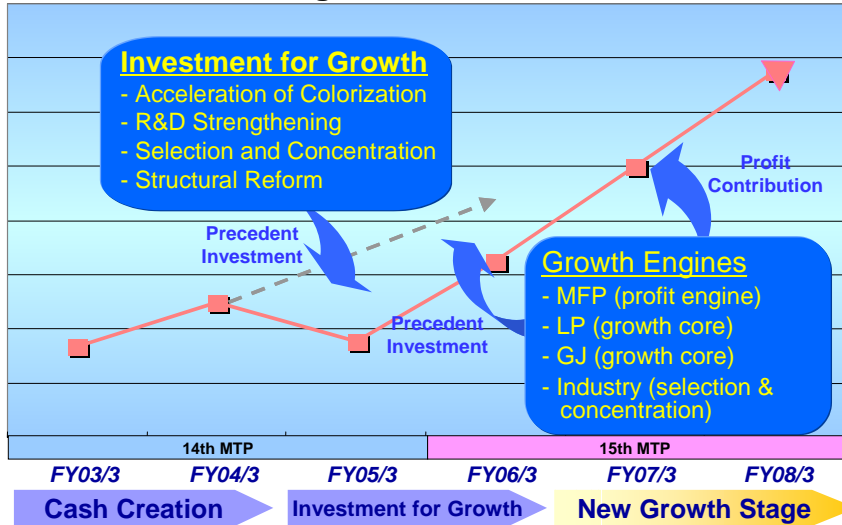 Investment for Growth
- Acceleration of Colorization
- R&D Strengthening
- Selection and Concentration
- Structural Reform
Profit
Contribution
Precedent
Investment
Growth Engines
- MFP (profit engine)
- LP (growth core)
- GJ (growth core)
- Industry (selection &
concentration)
Precedent
Investment
14th MTP
15th MTP
FY03/3
FY04/3
FY05/3
FY06/3
FY07/3
FY08/3
Cash Creation
Investment for Growth
New Growth Stage